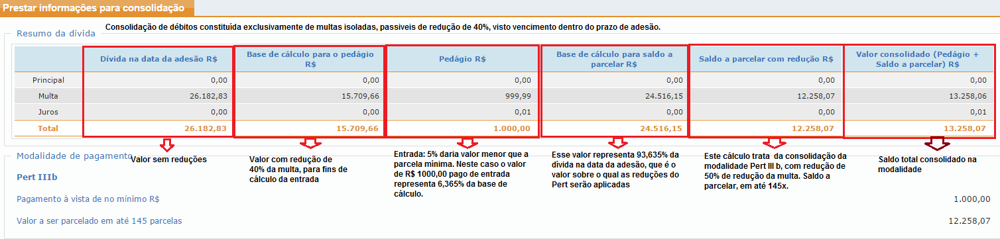 Prestar informações para consolidação
Resumo da dívida
Consolidação de débitos constituída exclusivamente de multas isoladas, passiveis de redução de 40%, visto vencimento dentro do prazo de adesão.
Dívida na data da adesão R$
Base de cálculo para o pedágio
R$
Pedágio R$
Base de cálculo para saldo a
parcelar R$
Saldo a parcelar com redução R$
Valor consolidado (Pedágio +
Saldo a parcelar) R$
Principal 0,00 0,00 0,00 0,00 0,00 0,00
Multa 26.182,83 15.709,66 999,99 24.516,15 12.258,07 13.258,06
Juros 0,00 0,00 0,01 0,00 0,00 0,01
Total 26.182,83 15.709,66 1.000,00 24.516,15 12.258,07 13.258,07
Valor sem reduções
Valor com redução de
40% da multa, para fins de
cálculo da entrada
Entrada: 5% daria valor menor que a
parcela mínima. Neste caso o valor
de R$ 1000,00 pago de entrada
representa 6,365% da base de
cálculo.
Esse valor representa 93,635% da
dívida na data da adesão, que é o
valor sobre o qual as reduções do
Pert serão aplicadas
Este cálculo trata da consolidação da
modalidade Pert III b, com redução de
50% de redução da multa. Saldo a
parcelar, em até 145x.
Saldo total consolidado na
modalidade
Modalidade de pagamento
Pert IIIb
Pagamento à vista de no mínimo R$ 1.000,00
Valor a ser parcelado em até 145 parcelas 12.258,07